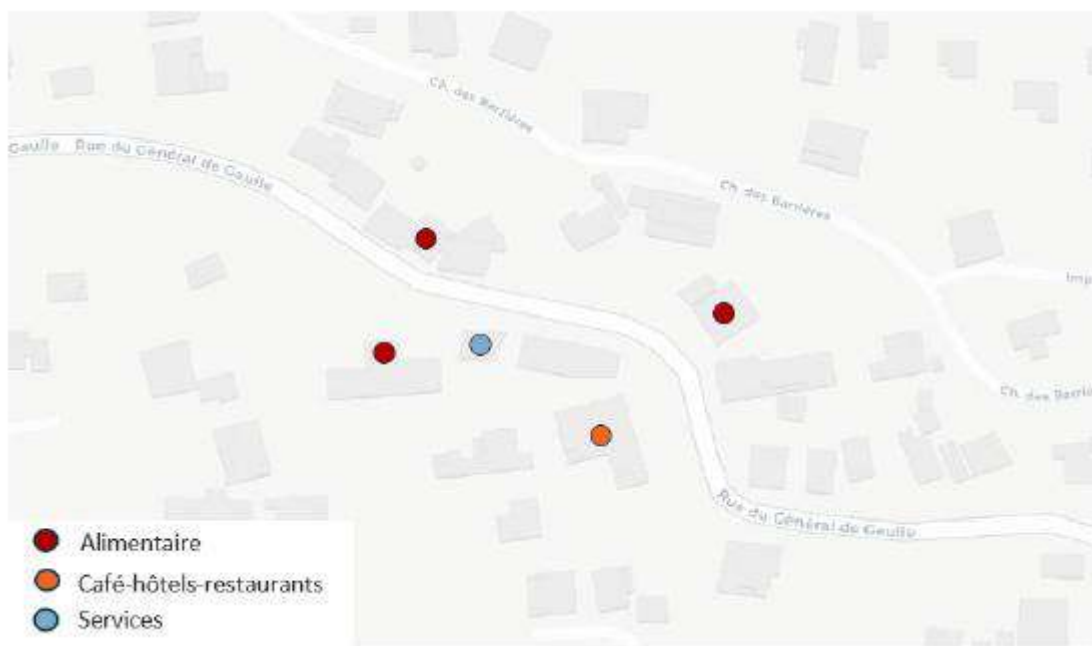 Ch. des Barrières
Gaulle Rue du Général de Gaulle
Ch. des Barrières
Imp
Ch. des Barriè
Rue du Général de Gaulle
Alimentaire
Café-hôtels-restaurants
Services